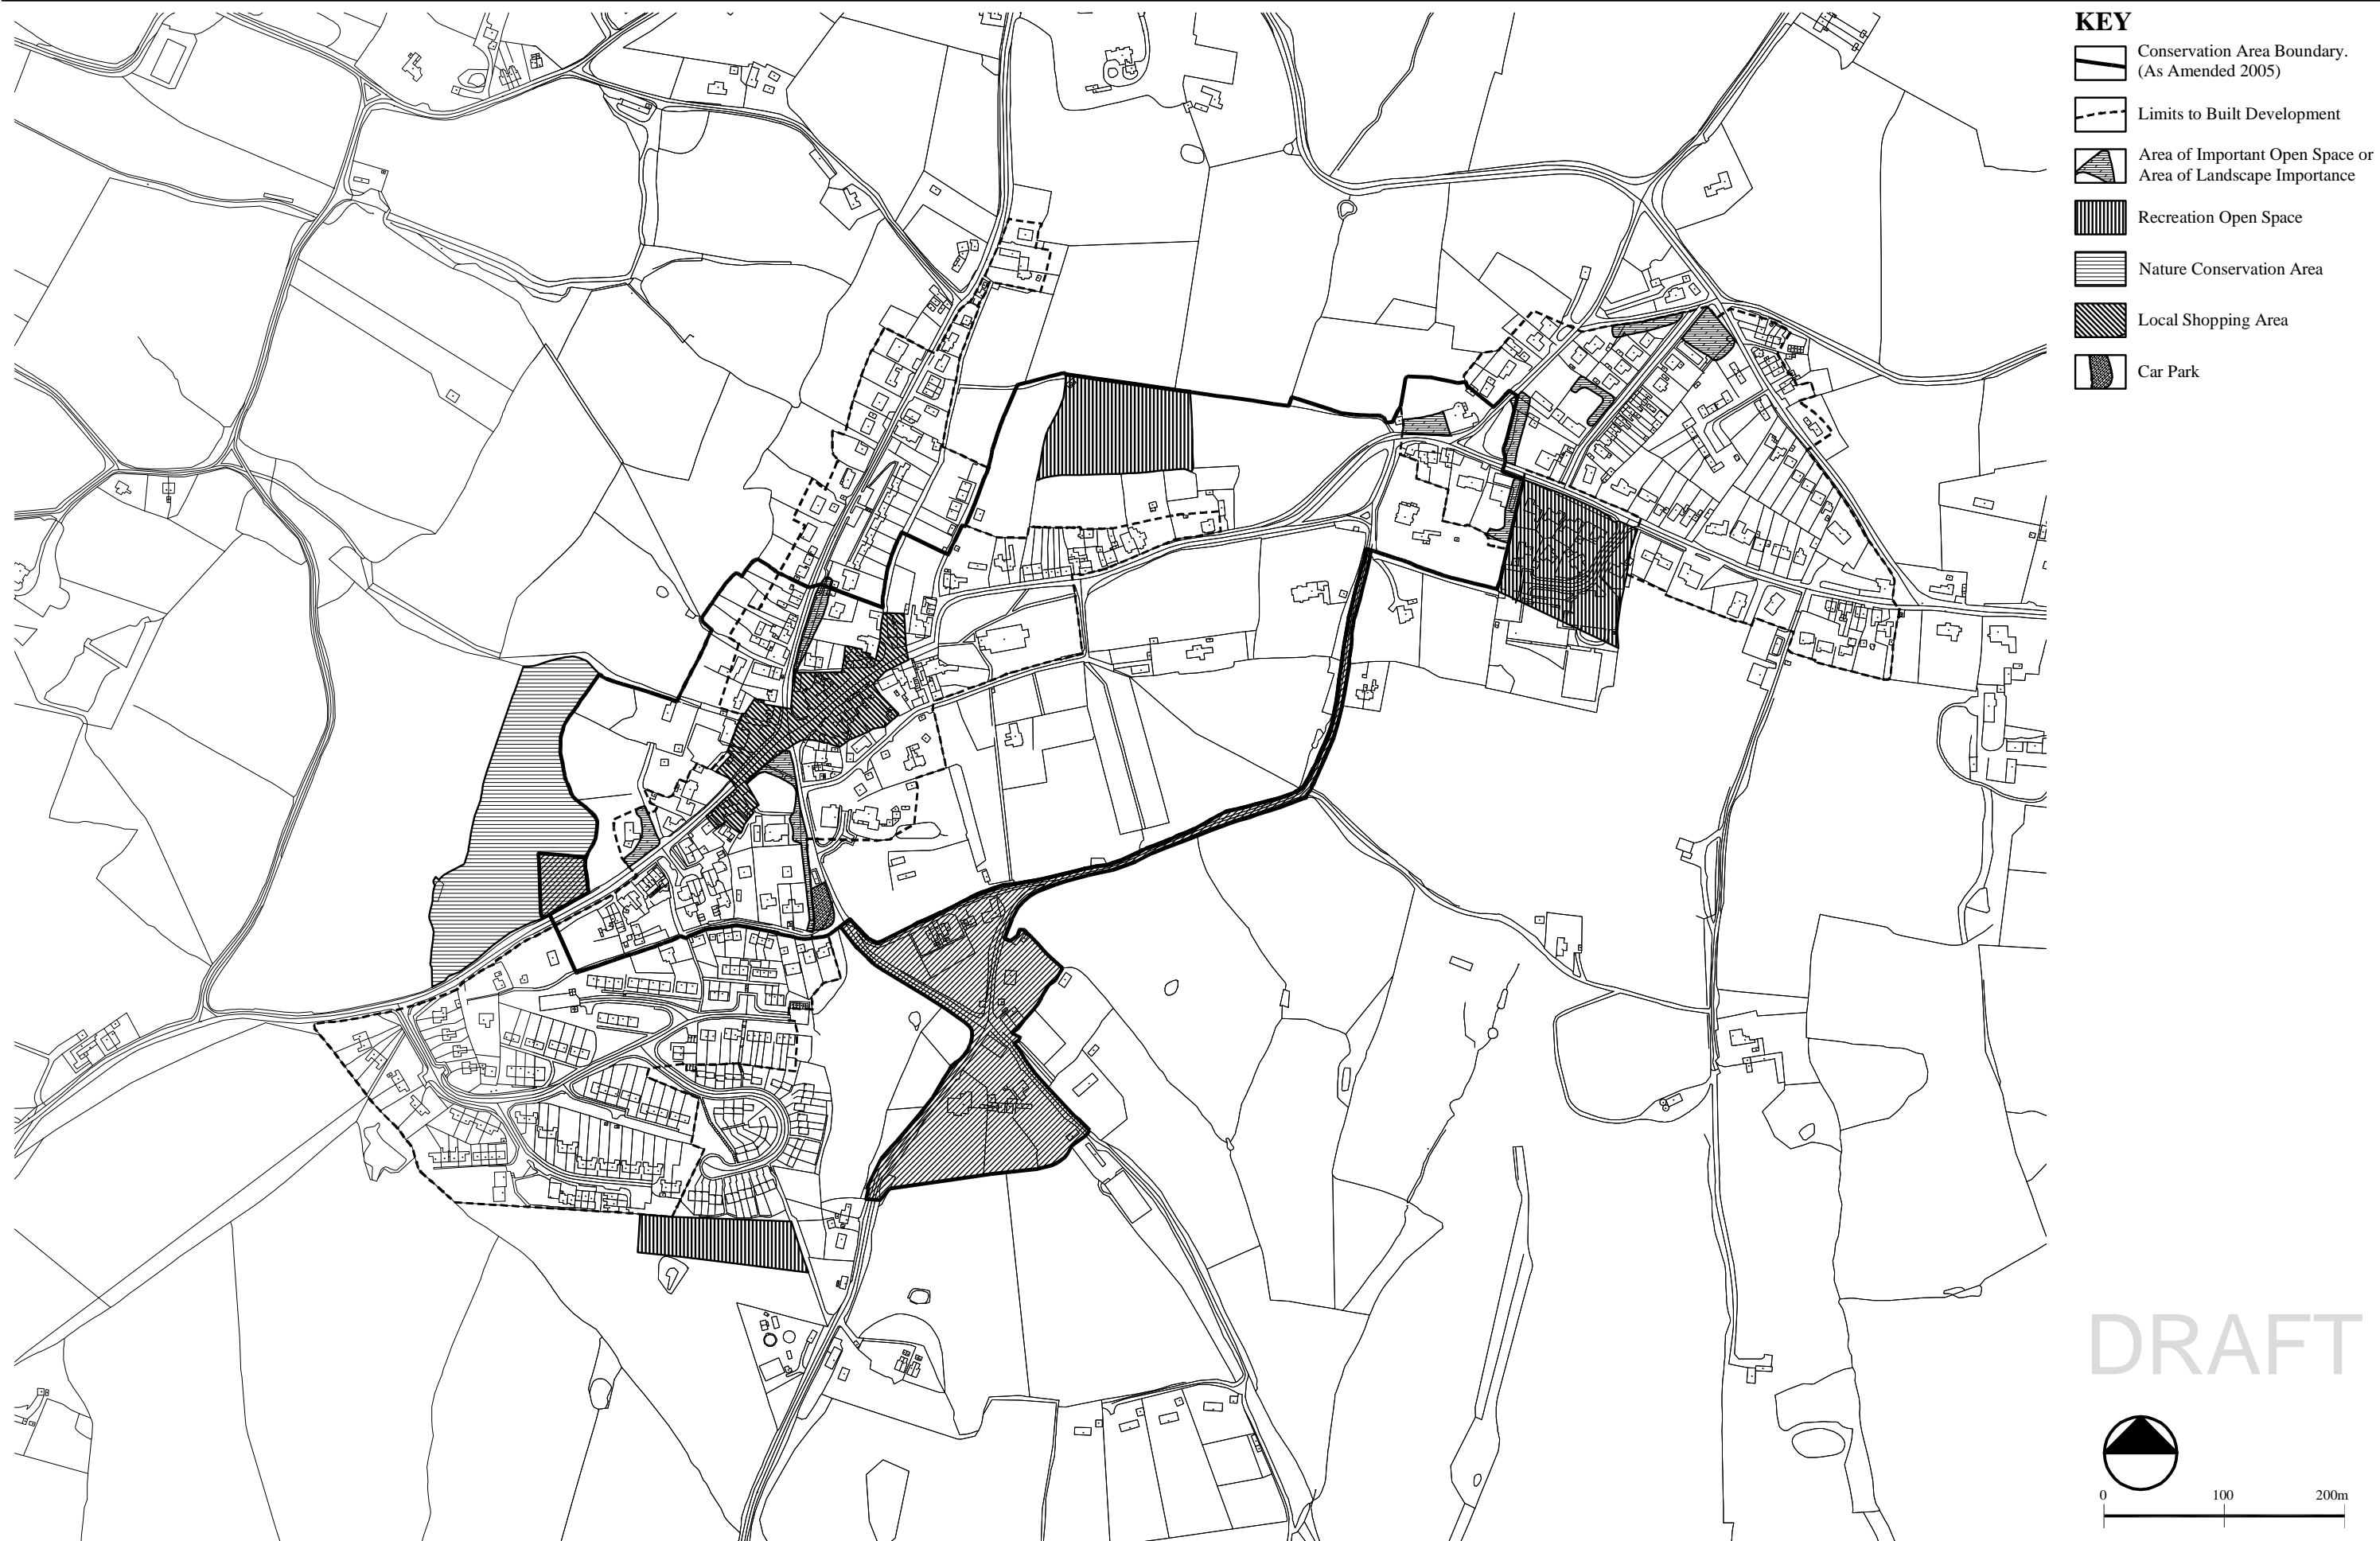 KEY
Conservation Area Boundary.
(As Amended 2005)
Limits to Built Development
Area of Important Open Space or
Area of Landscape Importance
Recreation Open Space
Nature Conservation Area
Local Shopping Area
Car Park
DRAFT
0 100 200m